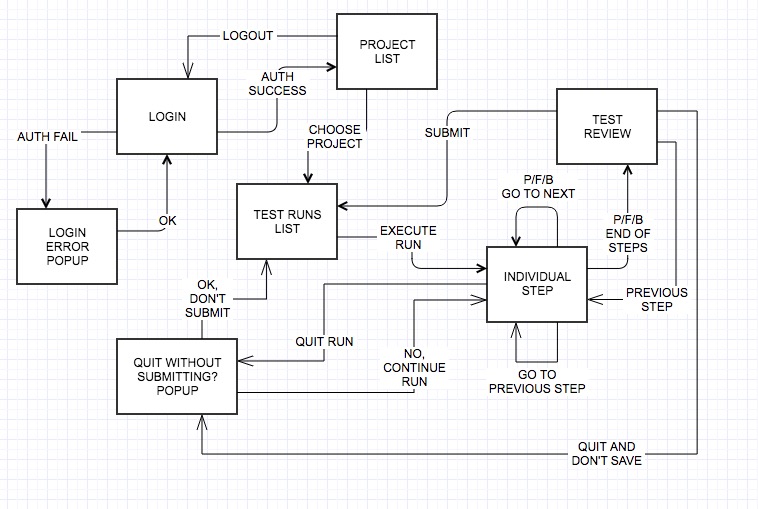 LOGOUT
PROJECT
LIST
AUTH
SUCCESS
LOGIN
AUTH FAIL
CHOOSE
PROJECT
SUBMIT
TEST
REVIEW
OK
LOGIN
ERROR
POPUP
TEST RUNS
LIST
EXECUTE
RUN
P/F/B
GO TO NEXT
P/F/B
END OF
STEPS
INDIVIDUAL
STEP
PREVIOUS
STEP
OK,
DON'T
SUBMIT
QUIT RUN
NO,
CONTINUE
RUN
GO TO
PREVIOUS STEP
QUIT WITHOUT
SUBMITTING?
POPUP
QUIT AND
DON'T SAVE